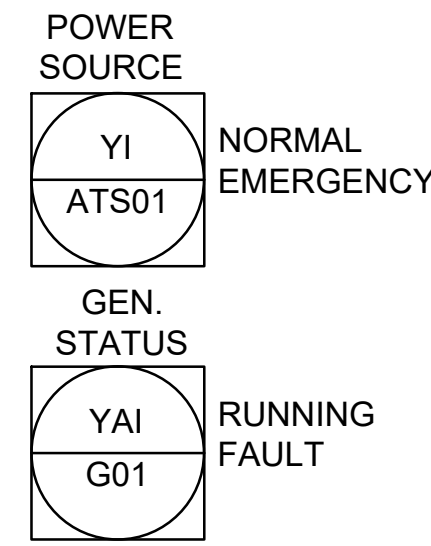 POWER
SOURCE
YI
ATS01
NORMAL
EMERGENCY
GEN.
STATUS
YAI
G01
RUNNING
FAULT